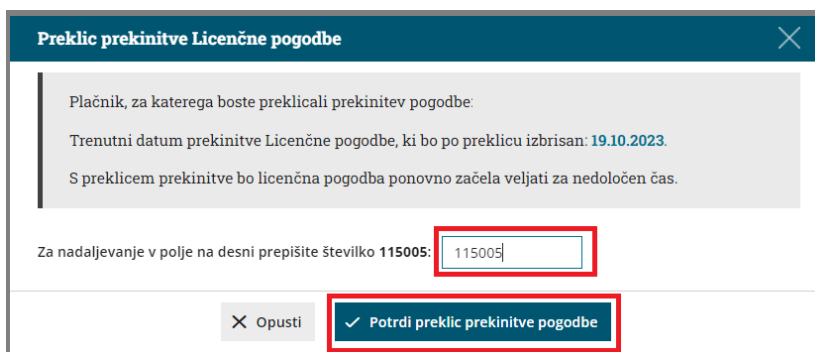 Preklic prekinitve Licenčne pogodbe
Plačnik, za katerega boste preklicali prekinitev pogodbe:
Trenutni datum prekinitve Licenčne pogodbe, ki bo po preklicu izbrisan: 19.10.2023.
S preklicem prekinitve bo licenčna pogodba ponovno začela veljati za nedoločen čas.
Za nadaljevanje v polje na desni prepišite številko 115005: 115005
Opusti Potrdi preklic prekinitve pogodbe